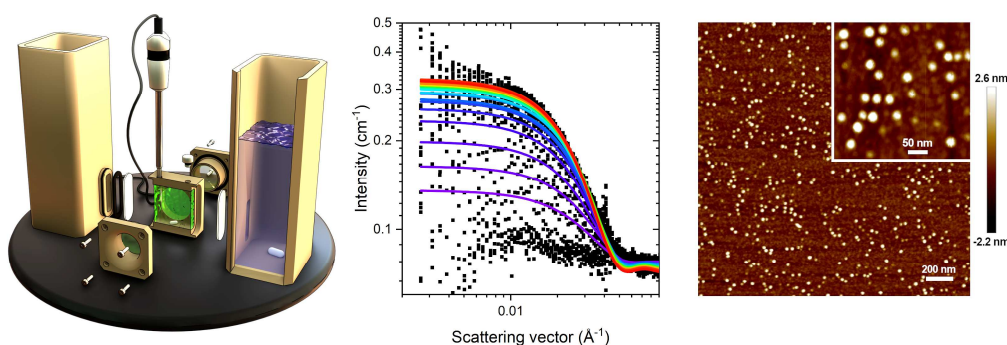 0.5
0.4
0.3
0.2
0.1
Intensity (cm⁻¹)
0.01
Scattering vector (Å⁻¹)
50 nm
200 nm
2.6 nm
-2.2 nm